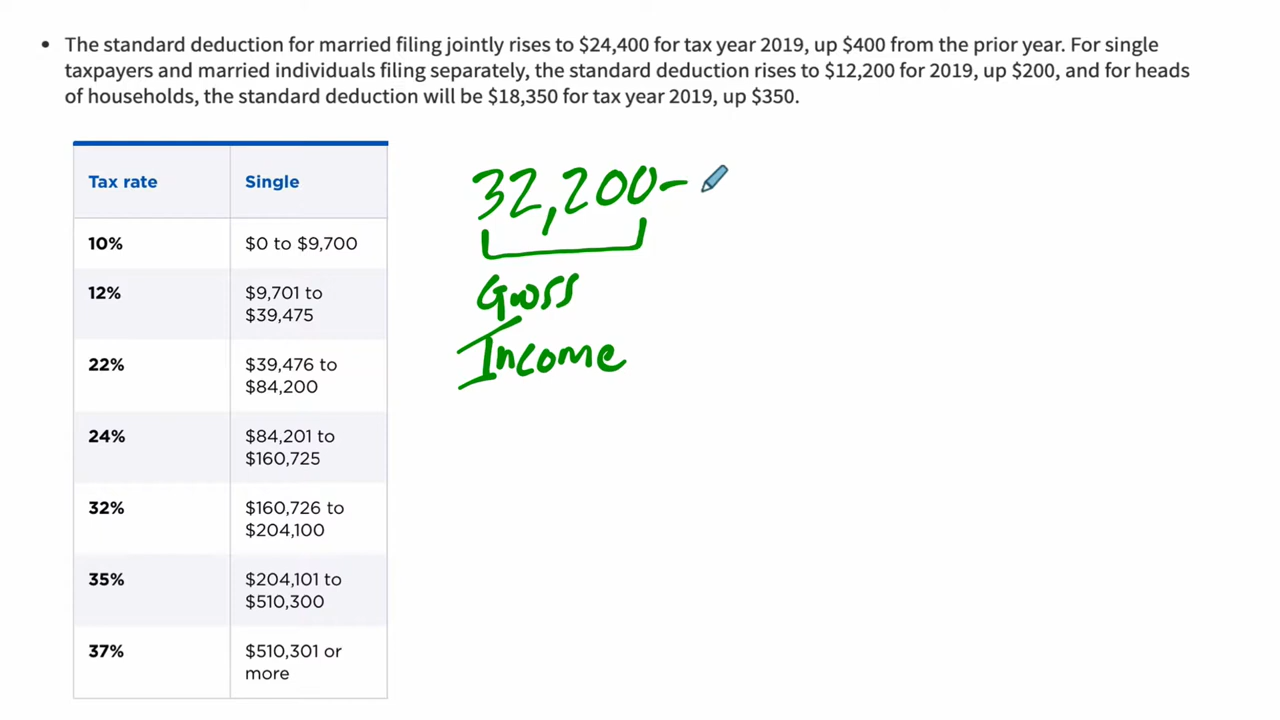 • The standard deduction for married filing jointly rises to $24,400 for tax year 2019, up $400 from the prior year. For single
taxpayers and married individuals filing separately, the standard deduction rises to $12,200 for 2019, up $200, and for heads
of households, the standard deduction will be $18,350 for tax year 2019, up $350.
Tax rate Single
10% $0 to $9,700
12% $9,701 to
$39,475
22% $39,476 to
$84,200
24% $84,201 to
$160,725
32% $160,726 to
$204,100
35% $204,101 to
$510,300
37% $510,301 or
more
32,200-
Gross
Income